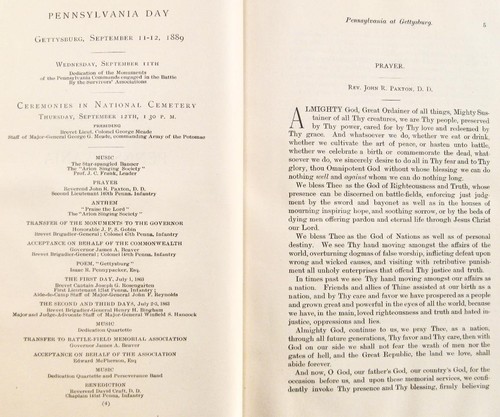 PENNSYLVANIA DAY
GETTYSBURG, SEPTEMBER 11-12, 1889
WEDNESDAY, SEPTEMBER 11TH
Dedication of the Monuments
of the Pennsylvania Commands engaged in the Battle
By the Survivors' Associations
CEREMONIES IN NATIONAL CEMETERY
THURSDAY, SEPTEMBER 12TH, 1 30 P. M.
PRESIDING
Brevet Lieut. Colonel George Meade
Staff of Major-General George G. Meade, commanding Army of the Potomac
MUSIC
The Star-spangled Banner
The "Arion Singing Society"
Prof. J. C. Frank, Leader
PRAYER
Reverend John R. Paxton, D. D.
Second Lieutenant 140th Penna. Infantry
ANTHEM
"Praise the Lord"
The "Arion Singing Society"
TRANSFER OF THE MONUMENTS TO THE GOVERNOR
Honorable J. P. S. Gobin
Brevet Brigadier-General; Colonel 47th Penna. Infantry
ACCEPTANCE ON BEHALF OF THE COMMONWEALTH
Governor James A. Beaver
Brevet Brigadier-General; Colonel 148th Penna. Infantry
POEM, "Gettysburg"
Isaac R. Pennypacker, Esq.
THE FIRST DAY, July 1, 1863
Brevet Captain Joseph G. Rosengarten
First Lieutenant 121st Penna. Infantry;
Aide-de-Camp Staff of Major-General John F. Reynolds
THE SECOND AND THIRD DAYS, July 2-3, 1863
Brevet Brigadier-General Henry H. Bingham
Major and Judge-Advocate Staff of Major-General Winfield S. Hancock
MUSIC
Dedication Quartette
TRANSFER TO BATTLE-FIELD MEMORIAL ASSOCIATION
Governor James A. Beaver
ACCEPTANCE ON BEHALF OF THE ASSOCIATION
Edward McPherson, Esq.
MUSIC
Dedication Quartette and Perseverance Band
BENEDICTION
Reverend David Craft, D. D.
Chaplain 141st Penna. Infantry
(4)
Pennsylvania at Gettysburg. 5
PRAYER.
REV. JOHN R. PAXTON, D. D.
ALMIGHTY God, Great Ordainer of all things, Mighty Sus-
tainer of all Thy creatures, we are Thy people, preserved
by Thy power, cared for by Thy love and redeemed by
Thy grace. And whatsoever we do, whether we eat or drink,
whether we cultivate the art of peace, or hasten unto battle,
whether we celebrate a birth or commemorate the dead, what
soever we do, we sincerely desire to do all in Thy fear and to Thy
glory, thou Omnipotent God without whose blessing we can do
nothing well and against whom we can do nothing long.
We bless Thee as the God of Righteousness and Truth, whose
presence can be discerned on battle-fields, enforcing just judg-
ment by the sword and bayonet as well as in the houses of
mourning inspiring hope, and soothing sorrow, or by the beds of
dying men offering pardon and eternal life through Jesus Christ
our Lord.
We bless Thee as the God of Nations as well as of personal
destiny. We see Thy hand moving amongst the affairs of the
world, overturning dogmas of false worship, inflicting defeat upon
wrong and wicked causes, and visiting with retributive punish-
ment all unholy enterprises that offend Thy justice and truth.
In times past we see Thy hand moving amongst our affairs as
a nation. Friends and allies of Thine assisted at our birth as a
nation, and by Thy care and favor we have prospered as a people
and grown great and powerful in the eyes of all the world, because
we have, in the main, loved righteousness and truth and hated in-
justice, oppressions and lies
Almighty God, continue to us, we pray Thee, as a nation,
through all future generations, Thy favor and Thy care, then with
God on our side we shall not fear the wrath of men nor the
gates of hell, and the Great Republic, the land we love, shall
abide forever.
And now, O God, our father's God, our country's God, for the
occasion before us, and upon these memorial services, we confi-
dently invoke Thy presence and Thy blessing, firmly believing